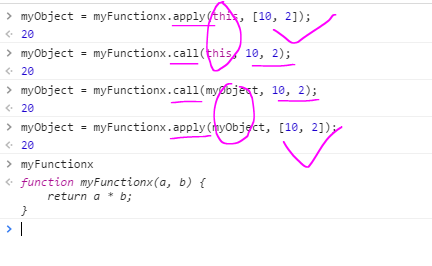 myObject = myFunctionx.apply(this, [10, 2]);
20
myObject = myFunctionx.call(this, 10, 2);
20
myObject = myFunctionx.call(myObject, 10, 2);
20
myObject = myFunctionx.apply(myObject, [10, 2]);
20
myFunctionx
function myFunctionx(a, b) {
    return a * b;
}